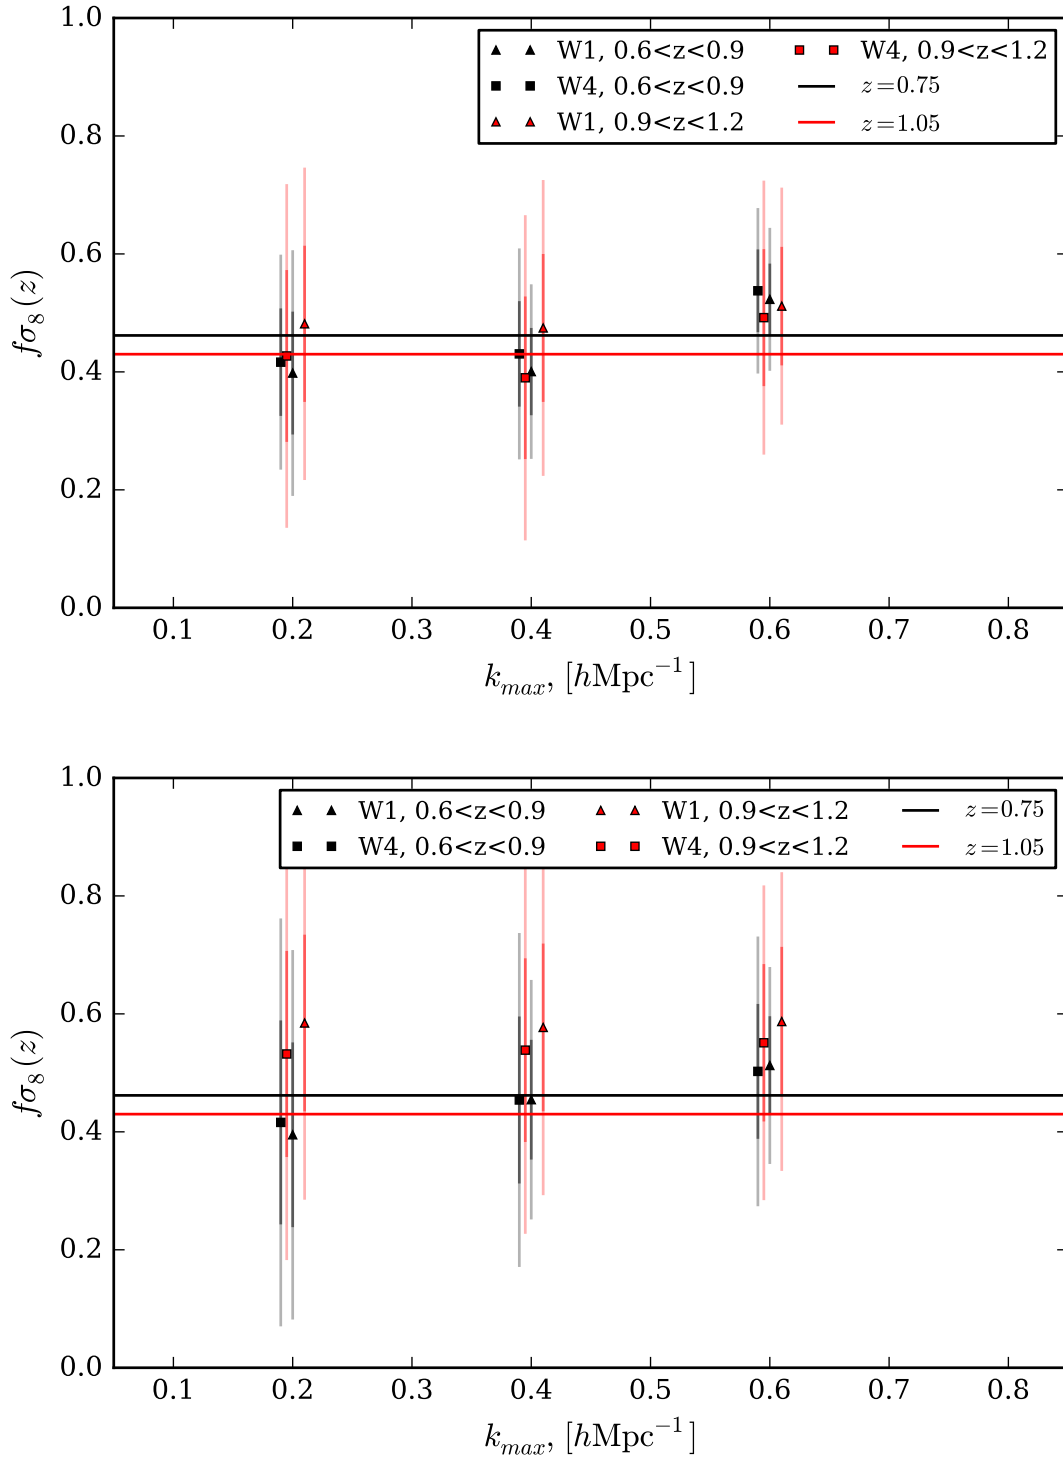 1.0
W1, 0.6<z<0.9 W4, 0.9<z<1.2
W4, 0.6<z<0.9 z=0.75
W1, 0.9<z<1.2 z=1.05
0.8
0.6
fσ₈(z)
0.4
0.2
0.0
0.1 0.2 0.3 0.4 0.5 0.6 0.7 0.8
kₘₐₓ, [hMpc⁻¹]
1.0
W1, 0.6<z<0.9 W1, 0.9<z<1.2 z=0.75
W4, 0.6<z<0.9 W4, 0.9<z<1.2 z=1.05
0.8
0.6
fσ₈(z)
0.4
0.2
0.0
0.1 0.2 0.3 0.4 0.5 0.6 0.7 0.8
kₘₐₓ, [hMpc⁻¹]